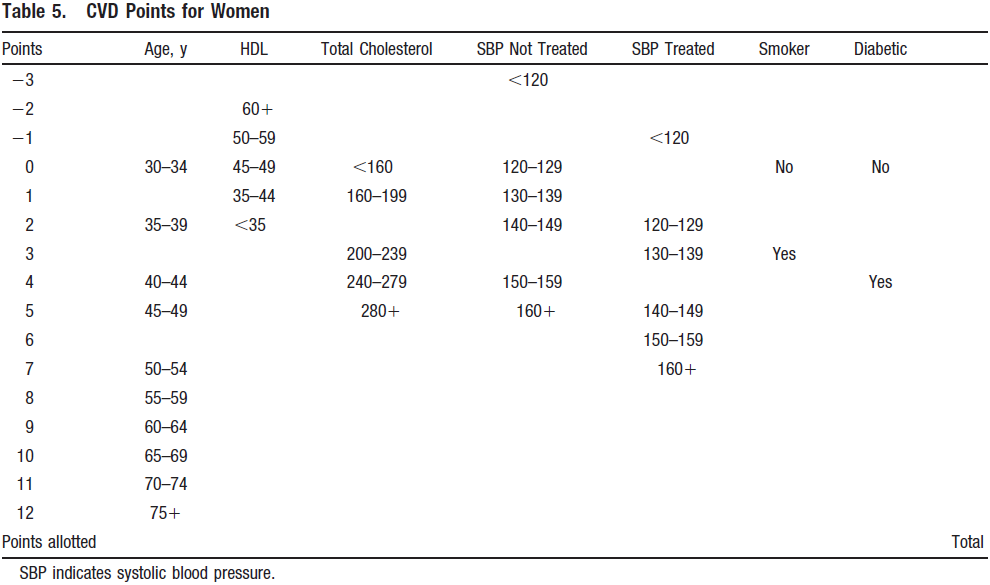 Table 5. CVD Points for Women
Points Age, y HDL Total Cholesterol SBP Not Treated SBP Treated Smoker Diabetic
−3 <120
−2 60+
−1 50–59 <120
0 30–34 45–49 <160 120–129 No No
1 35–44 160–199 130–139
2 35–39 <35 140–149 120–129
3 200–239 130–139 Yes
4 40–44 240–279 150–159 Yes
5 45–49 280+ 160+ 140–149
6 150–159
7 50–54 160+
8 55–59
9 60–64
10 65–69
11 70–74
12 75+
Points allotted Total
SBP indicates systolic blood pressure.